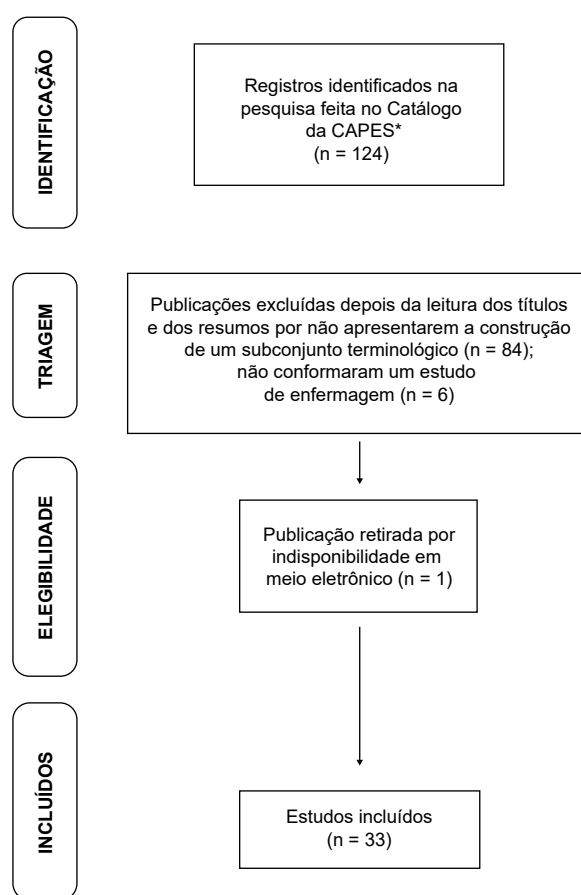 IDENTIFICAÇÃO
Registros identificados na
pesquisa feita no Catálogo
da CAPES*
(n = 124)
TRIAGEM
Publicações excluídas depois da leitura dos títulos
e dos resumos por não apresentarem a construção
de um subconjunto terminológico (n = 84);
não conformaram um estudo
de enfermagem (n = 6)
ELEGIBILIDADE
Publicação retirada por
indisponibilidade em
meio eletrônico (n = 1)
INCLUÍDOS
Estudos incluídos
(n = 33)